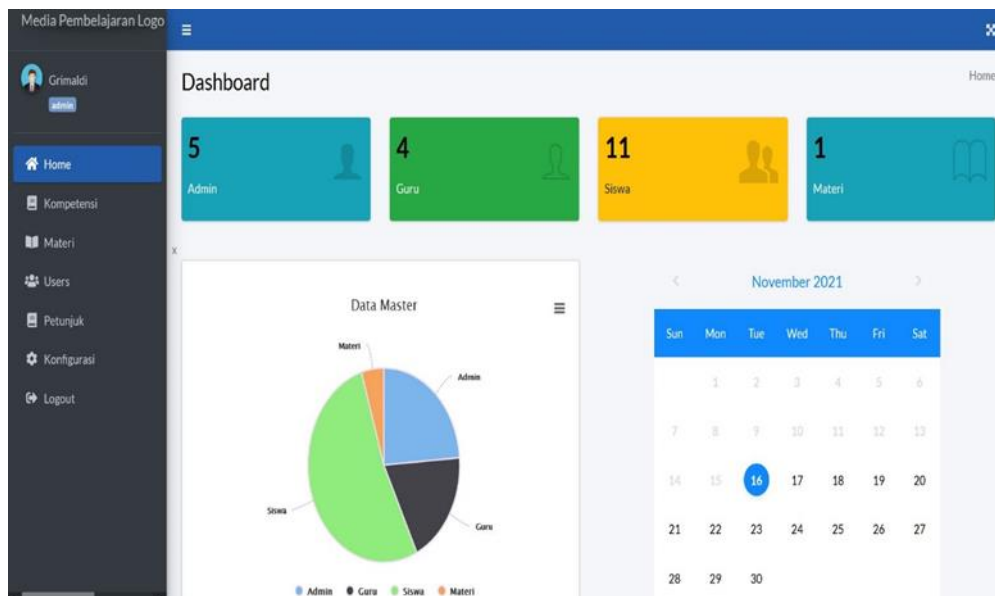 Media Pembelajaran Logo
Grimaldi
admin
Home
Kompetensi
Materi
Users
Petunjuk
Konfigurasi
Logout
Dashboard
Home
5
Admin
4
Guru
11
Siswa
1
Materi
x
Data Master
Materi
Admin
Siswa
Guru
Admin Guru Siswa Materi
November 2021
Sun Mon Tue Wed Thu Fri Sat
1 2 3 4 5 6
7 8 9 10 11 12 13
14 15 16 17 18 19 20
21 22 23 24 25 26 27
28 29 30